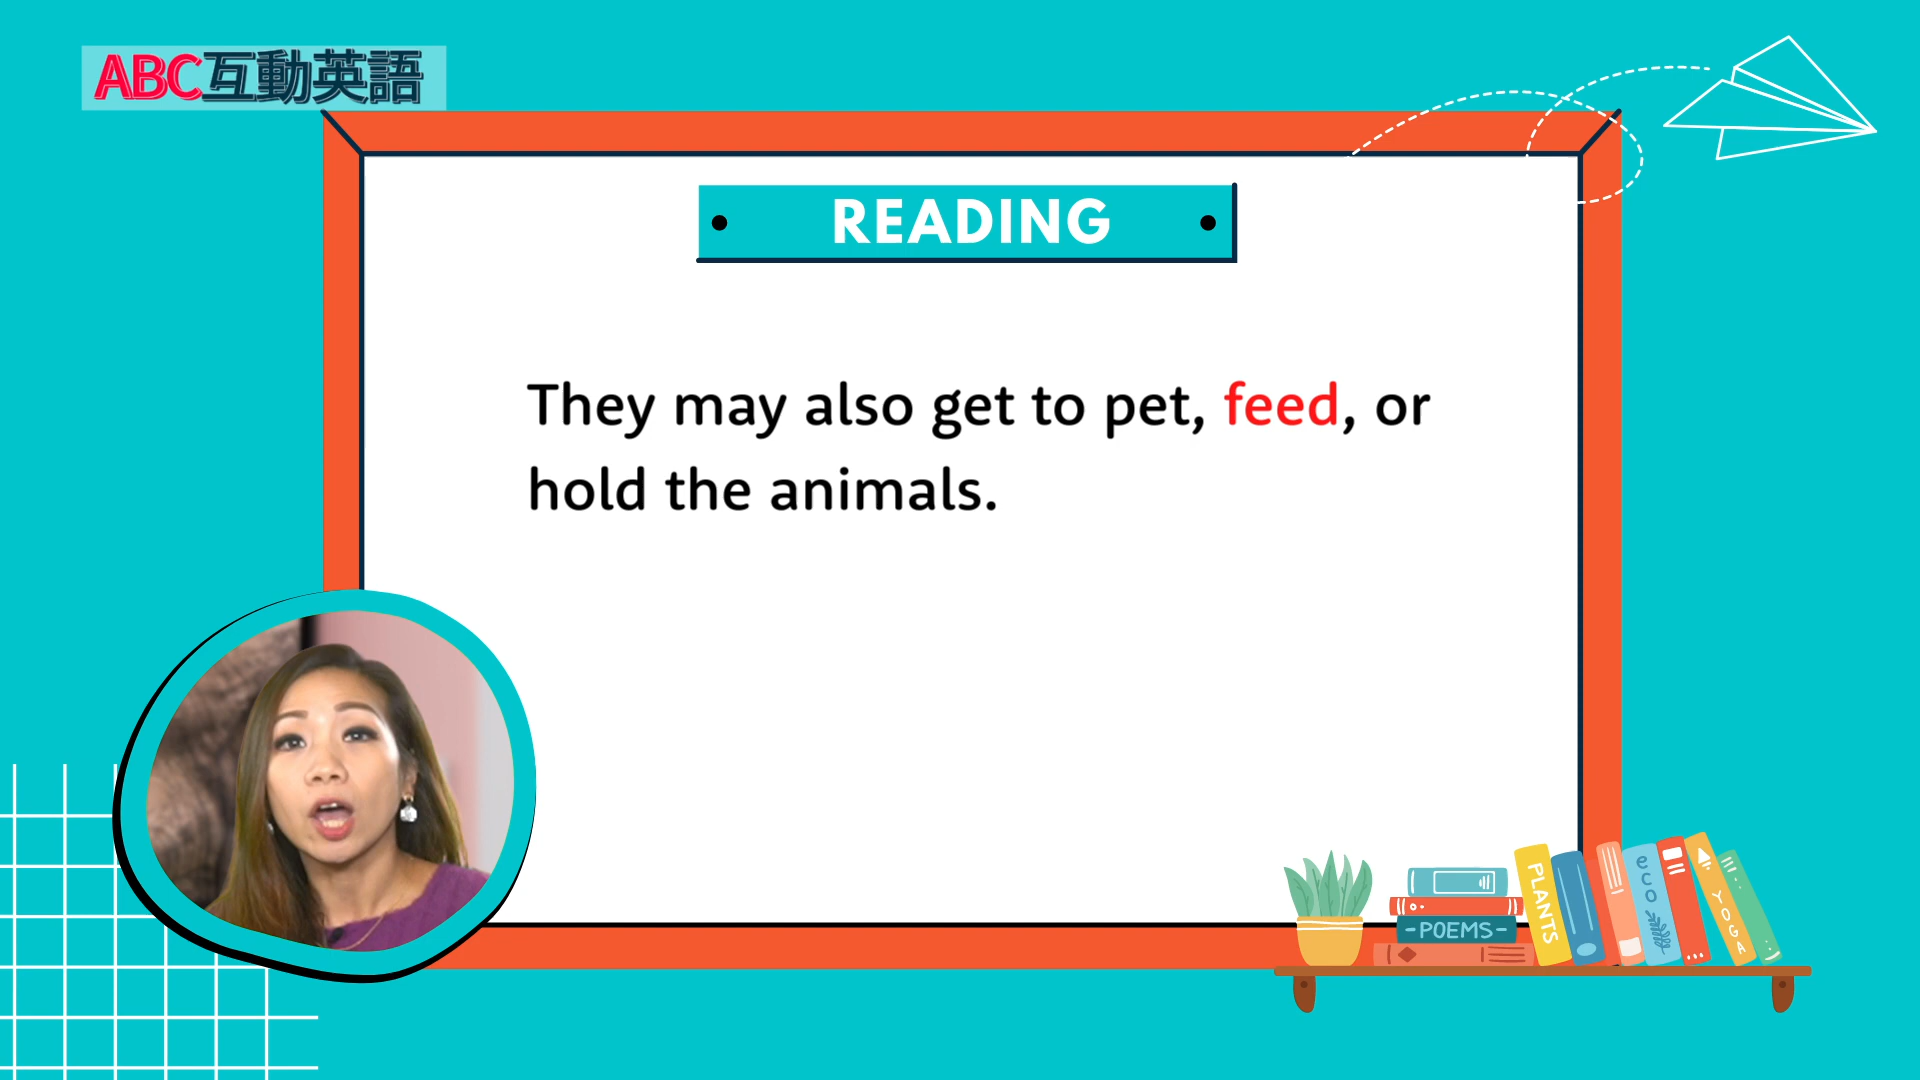 ABC互動英語
READING
They may also get to pet, feed, or
hold the animals.
PLANTS
eco
YOGA
-POEMS-